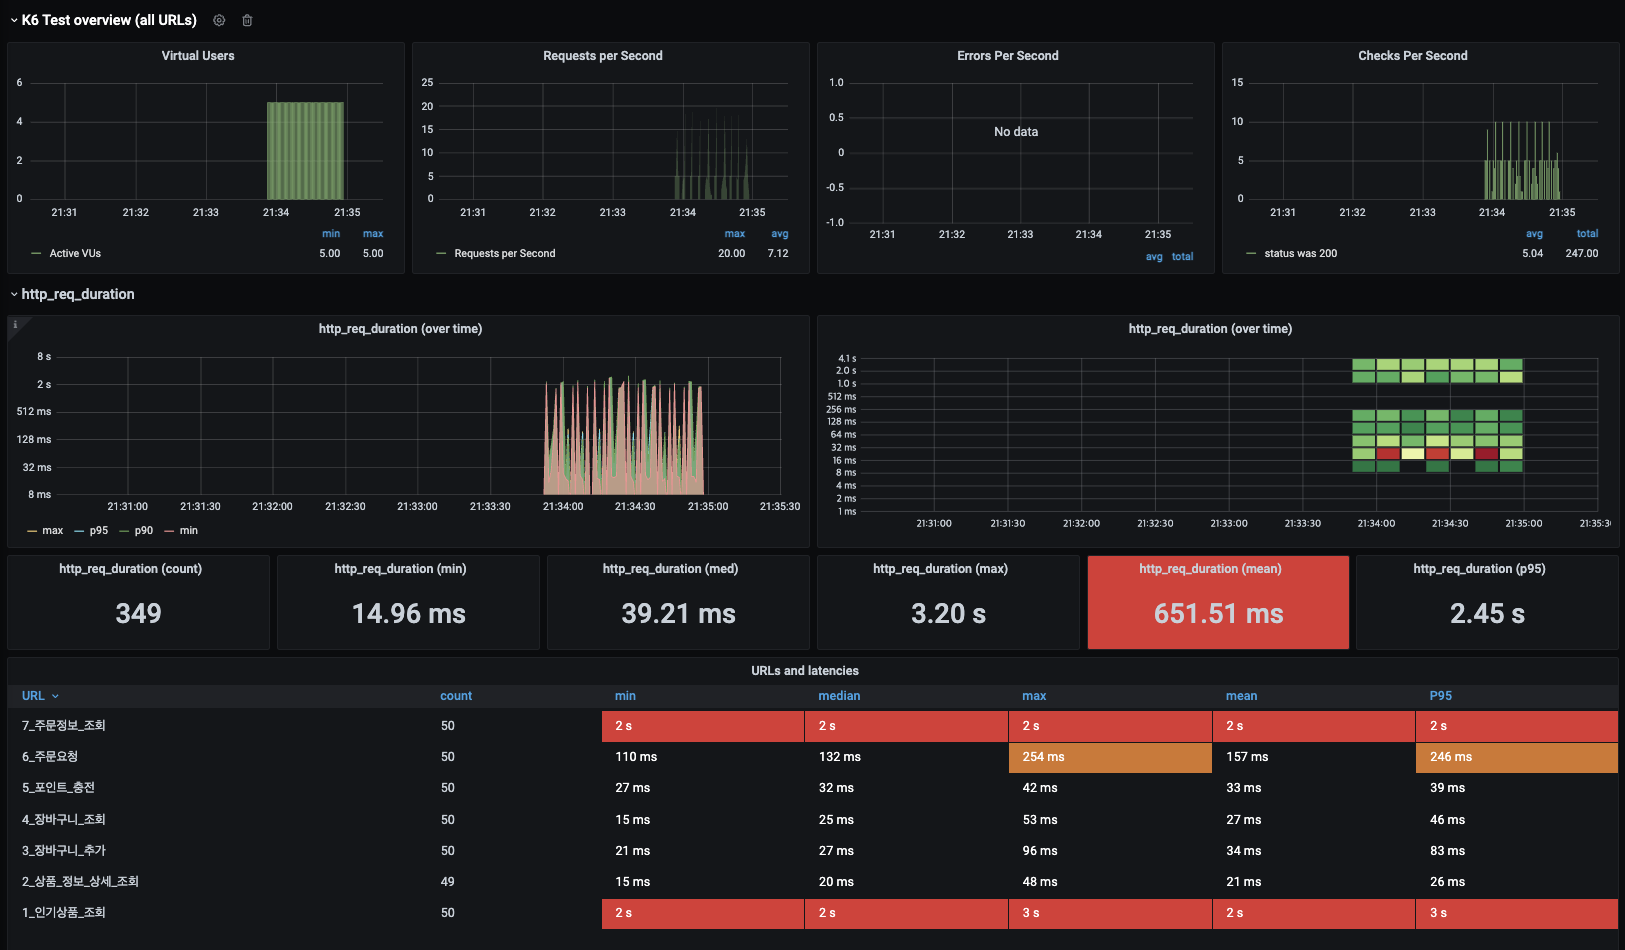 K6 Test overview (all URLs)
Virtual Users
6
4
2
0
21:31 21:32 21:33 21:34 21:35
min max
Active VUs 5.00 5.00
Requests per Second
25
20
15
10
5
0
21:31 21:32 21:33 21:34 21:35
max avg
Requests per Second 20.00 7.12
Errors Per Second
1.0
0.5
0
-0.5
-1.0
No data
21:31 21:32 21:33 21:34 21:35
avg total
Checks Per Second
15
10
5
0
21:31 21:32 21:33 21:34 21:35
avg total
status was 200 5.04 247.00
http_req_duration
i
http_req_duration (over time)
8 s
2 s
512 ms
128 ms
32 ms
8 ms
21:31:00 21:31:30 21:32:00 21:32:30 21:33:00 21:33:30 21:34:00 21:34:30 21:35:00 21:35:30
max p95 p90 min
http_req_duration (over time)
4.1 s
2.0 s
1.0 s
512 ms
256 ms
128 ms
64 ms
32 ms
16 ms
8 ms
4 ms
2 ms
1 ms
21:31:00 21:31:30 21:32:00 21:32:30 21:33:00 21:33:30 21:34:00 21:34:30 21:35:00 21:35:3
http_req_duration (count)
349
http_req_duration (min)
14.96 ms
http_req_duration (med)
39.21 ms
http_req_duration (max)
3.20 s
http_req_duration (mean)
651.51 ms
http_req_duration (p95)
2.45 s
URLs and latencies
URL count min median max mean P95
7_주문정보_조회 50 2 s 2 s 2 s 2 s 2 s
6_주문요청 50 110 ms 132 ms 254 ms 157 ms 246 ms
5_포인트_충전 50 27 ms 32 ms 42 ms 33 ms 39 ms
4_장바구니_조회 50 15 ms 25 ms 53 ms 27 ms 46 ms
3_장바구니_추가 50 21 ms 27 ms 96 ms 34 ms 83 ms
2_상품_정보_상세_조회 49 15 ms 20 ms 48 ms 21 ms 26 ms
1_인기상품_조회 50 2 s 2 s 3 s 2 s 3 s